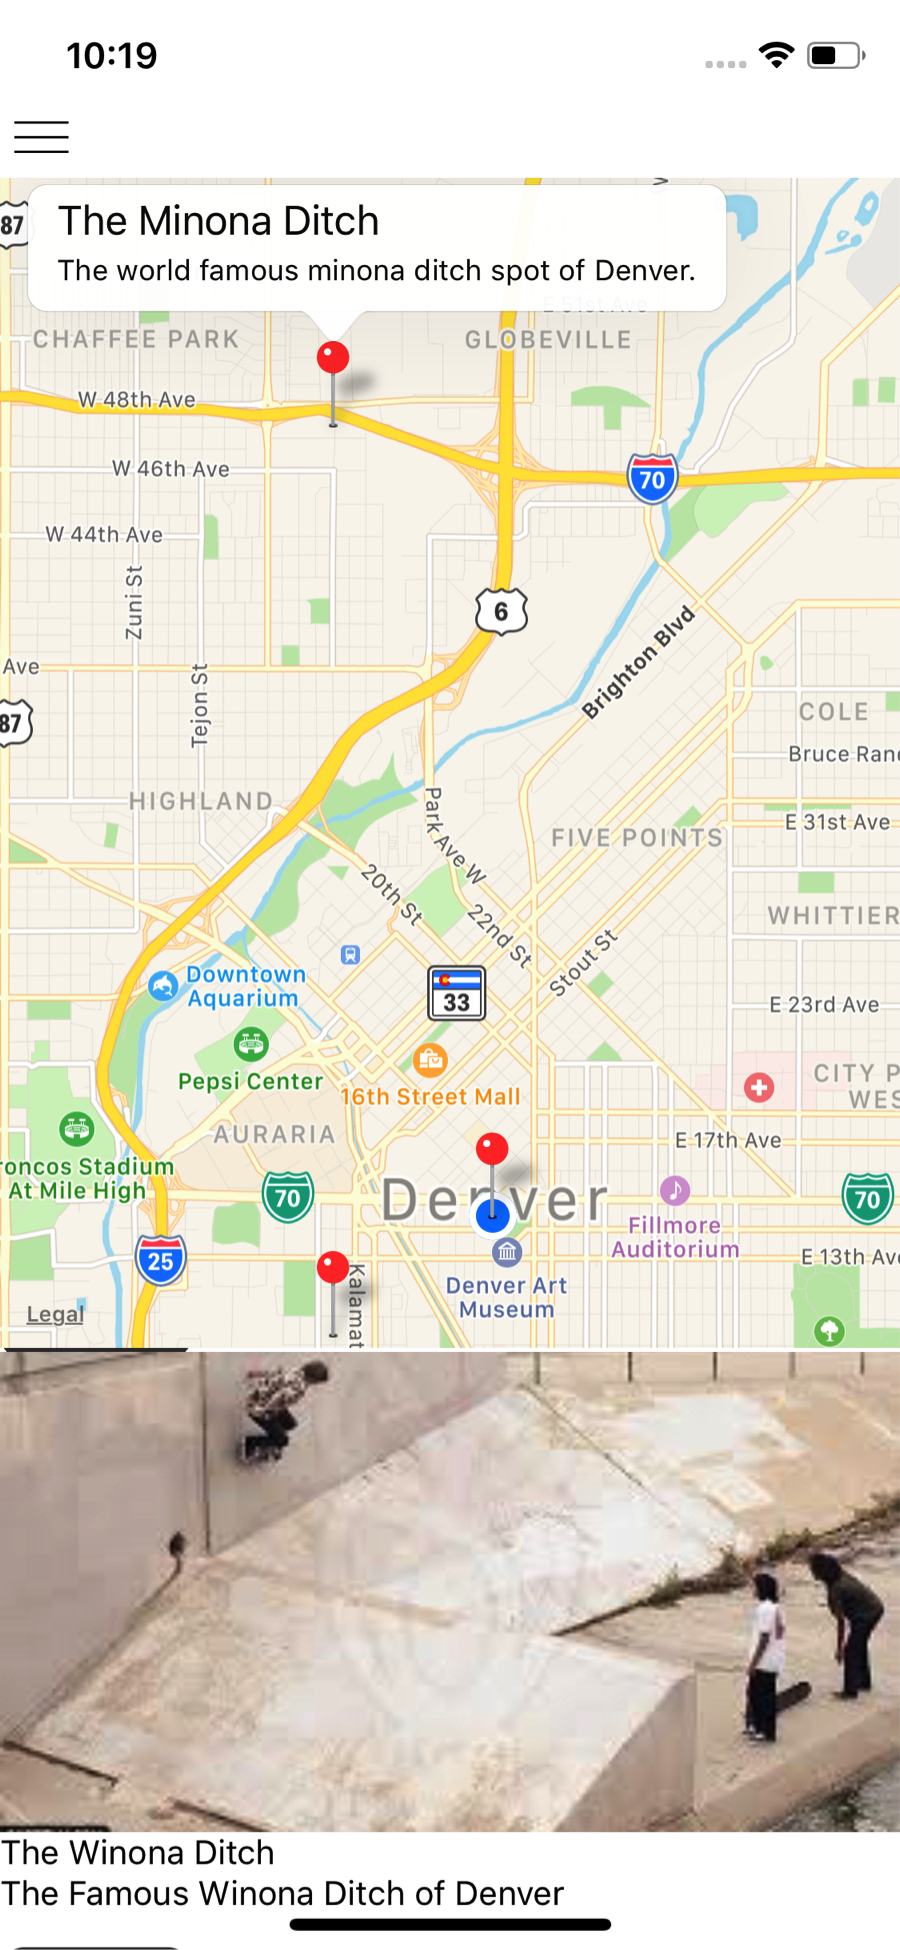 10:19
The Minona Ditch
The world famous minona ditch spot of Denver.
87
E 51st Ave
CHAFFEE PARK
GLOBEVILLE
W 48th Ave
W 46th Ave
70
W 44th Ave
Zuni St
6
Brighton Blvd
Ave
Tejon St
87
COLE
Bruce Ran
HIGHLAND
Park Ave W
E 31st Ave
FIVE POINTS
20th St
22nd St
WHITTIER
Stout St
Downtown
Aquarium
33
E 23rd Ave
Pepsi Center
16th Street Mall
CITY P
WES
AURARIA
E 17th Ave
roncos Stadium
At Mile High
70
Denver
70
Fillmore
Auditorium
25
Kalamat
Denver Art
Museum
E 13th Av
Legal
The Winona Ditch
The Famous Winona Ditch of Denver